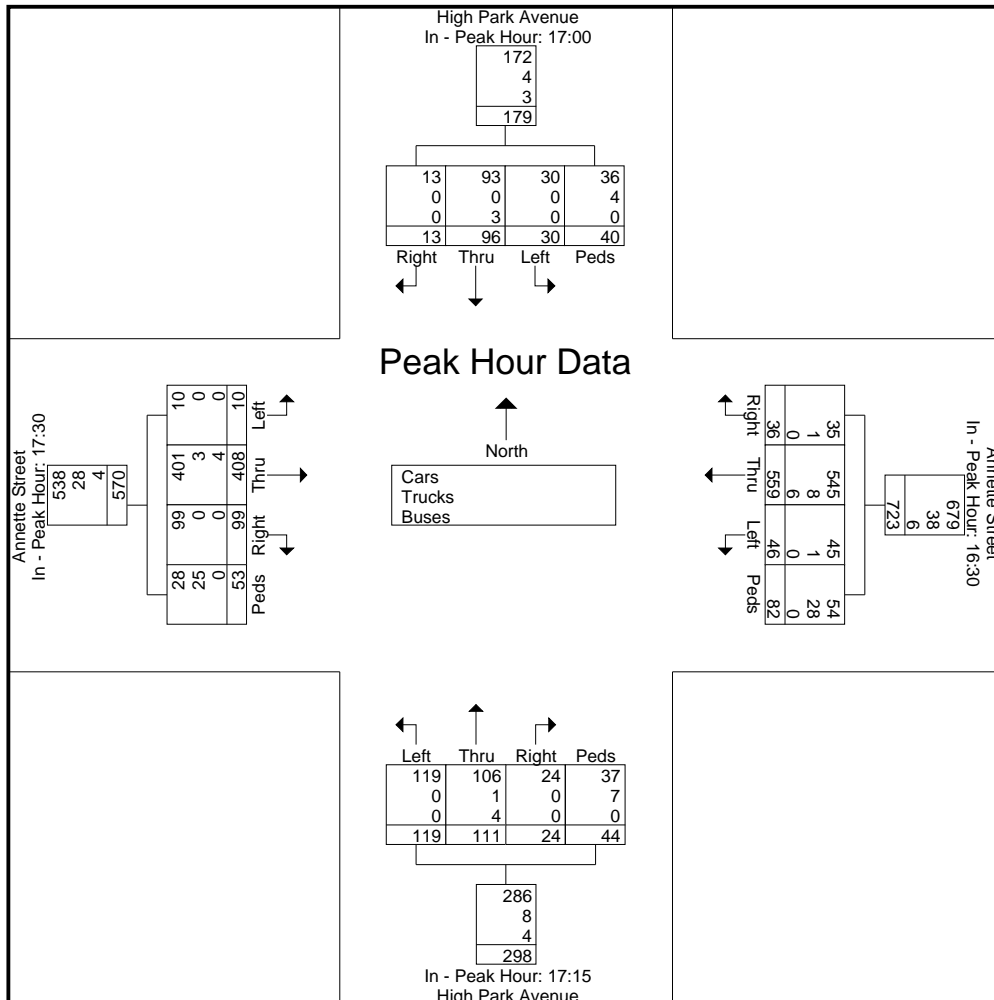 High Park Avenue
In - Peak Hour: 17:00
172
4
3
179
13 93 30 36
0 0 0 4
0 3 0 0
13 96 30 40
Right Thru Left Peds
Peak Hour Data
North
Cars
Trucks
Buses
Annette Street
In - Peak Hour: 17:30
538
28
4
570
10 401 99 28
0 3 0 25
0 4 0 0
10 408 99 53
Left Thru Right Peds
Annette Street
In - Peak Hour: 16:30
679
38
6
723
35 545 45 54
1 8 1 28
0 6 0 0
36 559 46 82
Right Thru Left Peds
Left Thru Right Peds
119 106 24 37
0 1 0 7
0 4 0 0
119 111 24 44
286
8
4
298
In - Peak Hour: 17:15
High Park Avenue